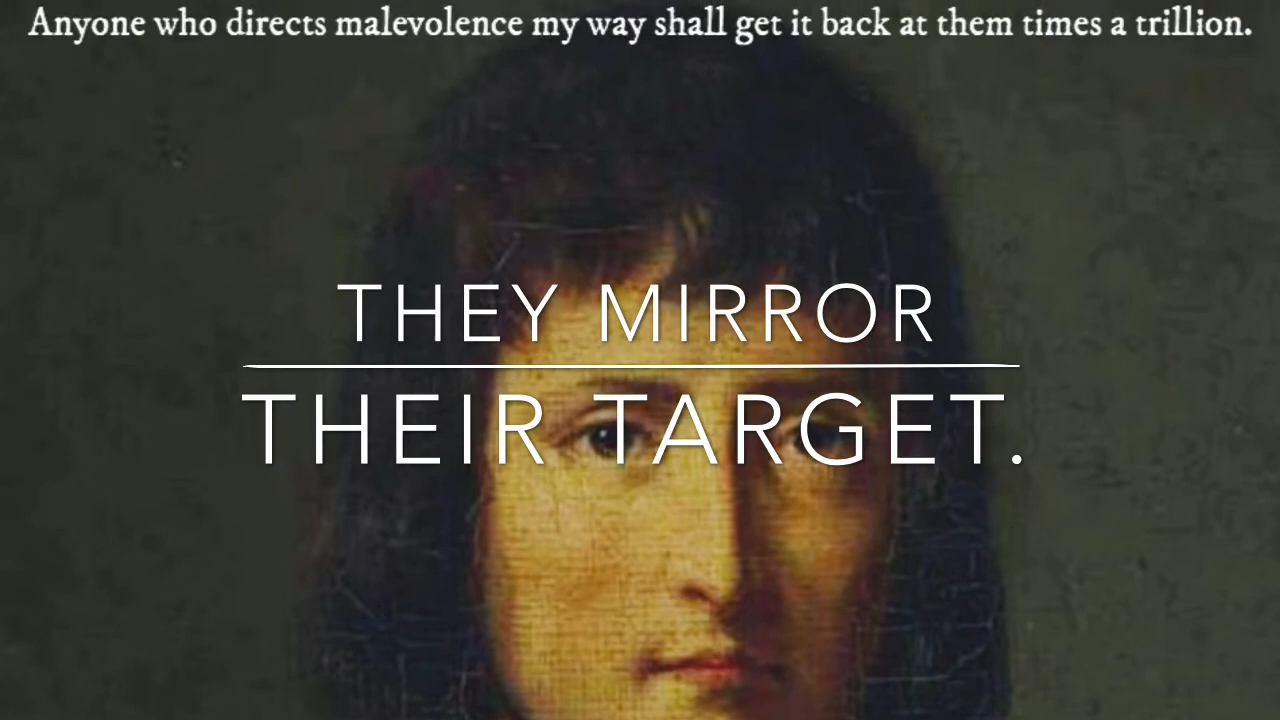 Anyone who directs malevolence my way shall get it back at them times a trillion.
THEY MIRROR
THEIR TARGET.